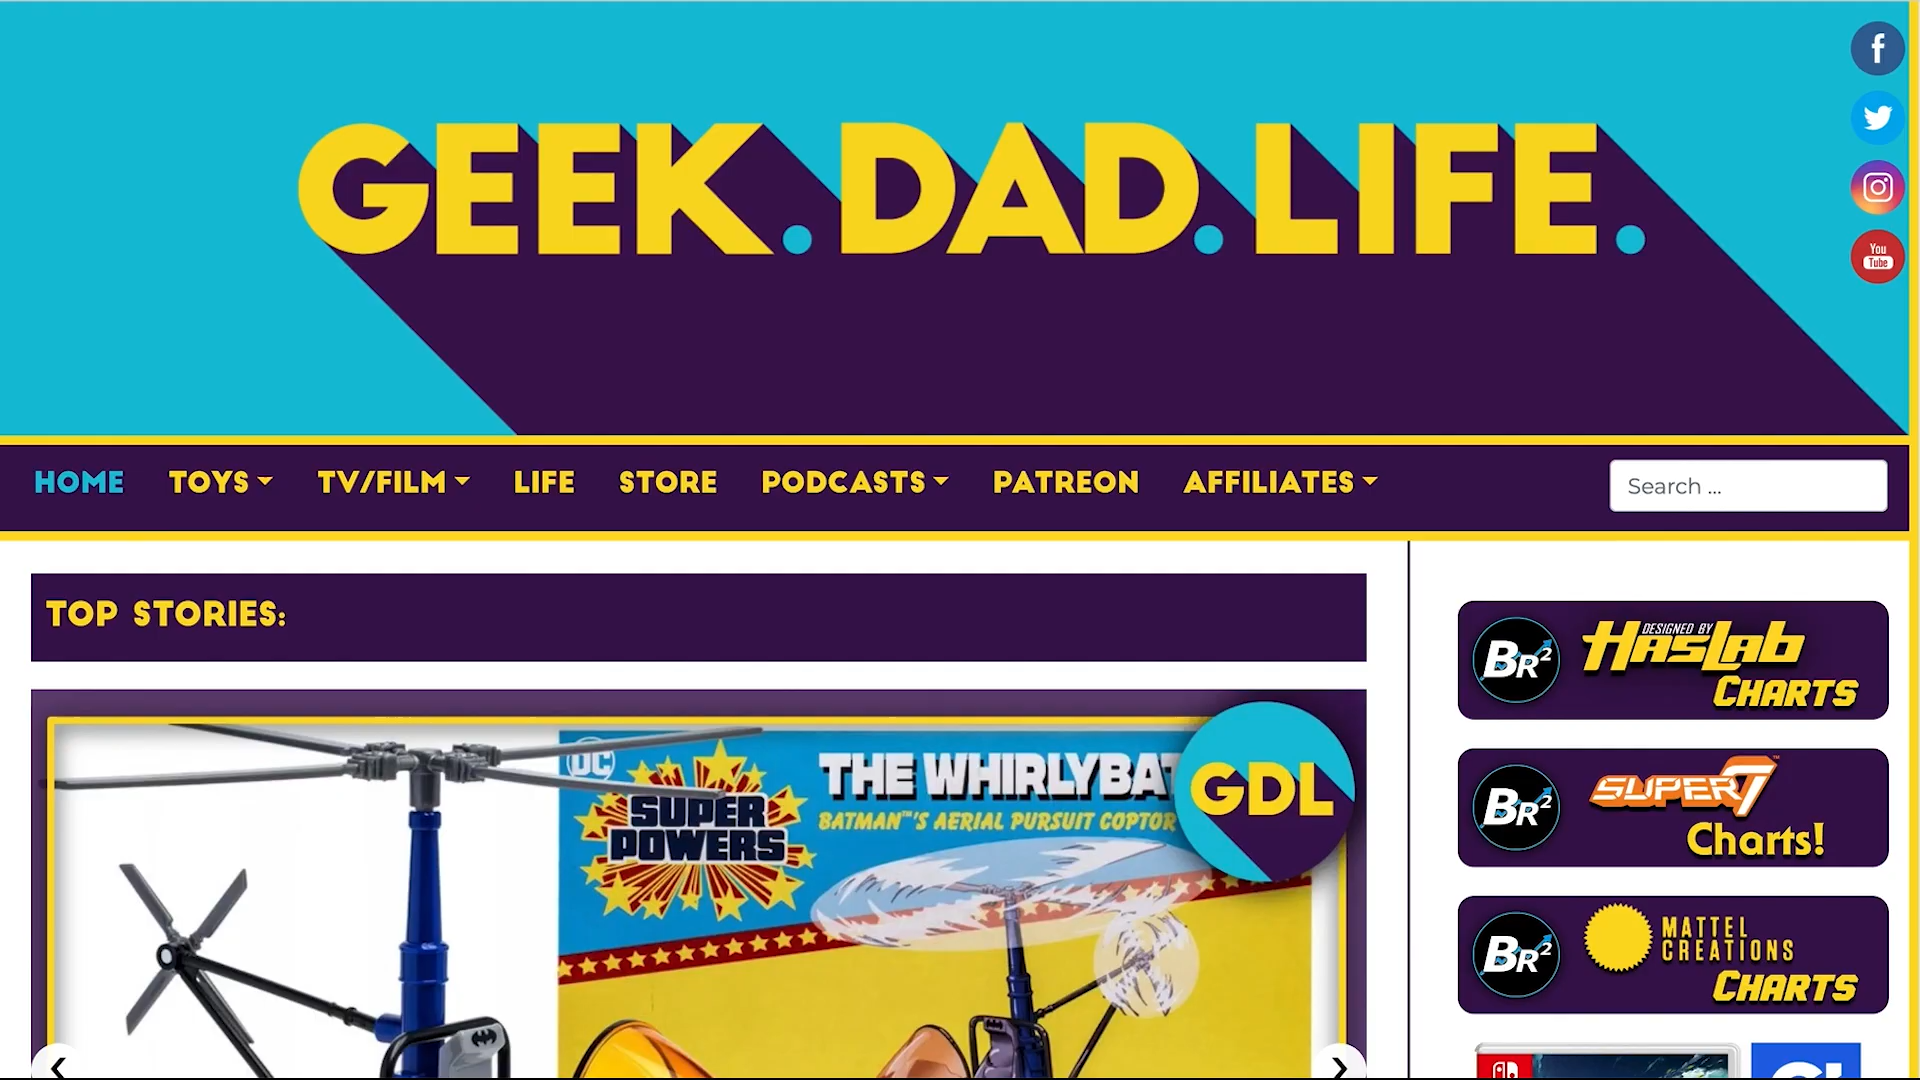 GEEK.DAD.LIFE.
f
You
Tube
HOME TOYS TV/FILM LIFE STORE PODCASTS PATREON AFFILIATES Search ...
TOP STORIES:
BR² DESIGNED BY HASLAB CHARTS
DC SUPER POWERS
THE WHIRLYBAT
BATMAN™'S AERIAL PURSUIT COPTOR
GDL
BR² SUPER7™ Charts!
BR² MATTEL CREATIONS CHARTS